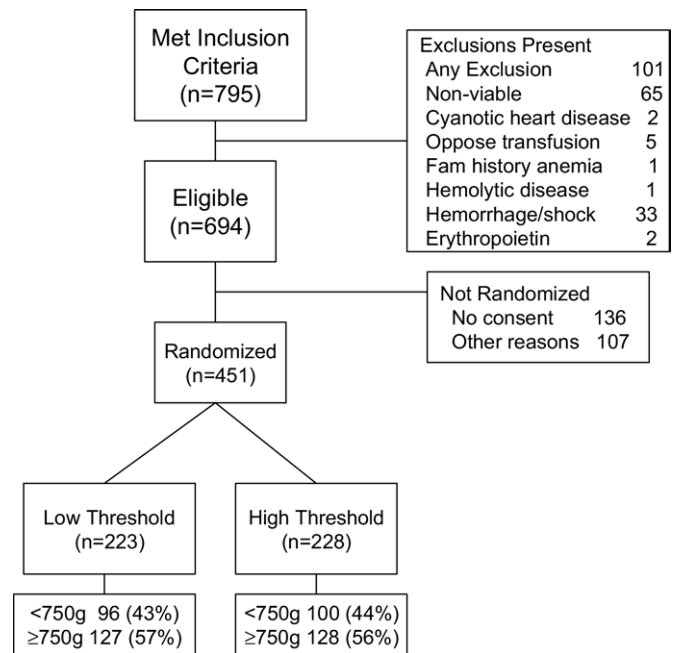 Met Inclusion
Criteria
(n=795)
Exclusions Present
Any Exclusion 101
Non-viable 65
Cyanotic heart disease 2
Oppose transfusion 5
Fam history anemia 1
Hemolytic disease 1
Hemorrhage/shock 33
Erythropoietin 2
Eligible
(n=694)
Not Randomized
No consent 136
Other reasons 107
Randomized
(n=451)
Low Threshold
(n=223)
High Threshold
(n=228)
<750g 96 (43%)
≥750g 127 (57%)
<750g 100 (44%)
≥750g 128 (56%)